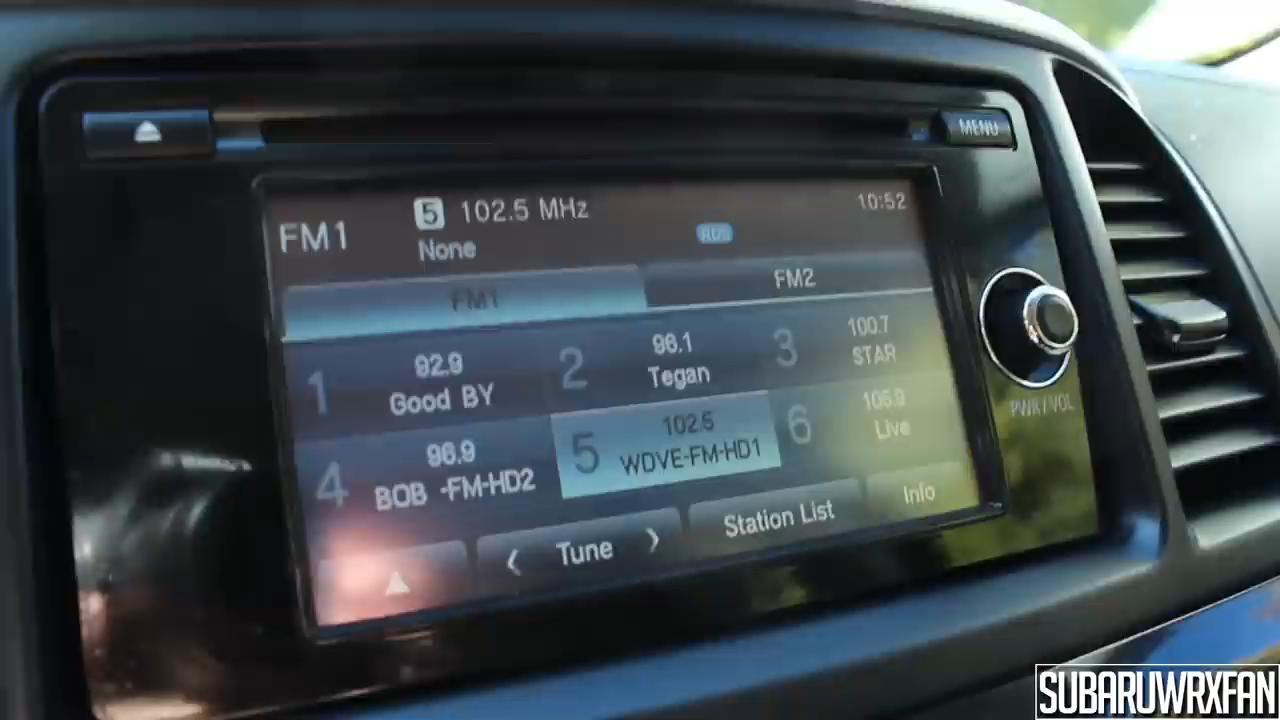 MENU
5 102.5 MHz
10:52
FM1
None
RDS
FM1
FM2
1 92.9
Good BY
2 96.1
Tegan
3 100.7
STAR
4 96.9
BOB -FM-HD2
5 102.5
WDVE-FM-HD1
6 106.9
Live
Tune
Station List
Info
PWR/VOL
SUBARUWRXFAN